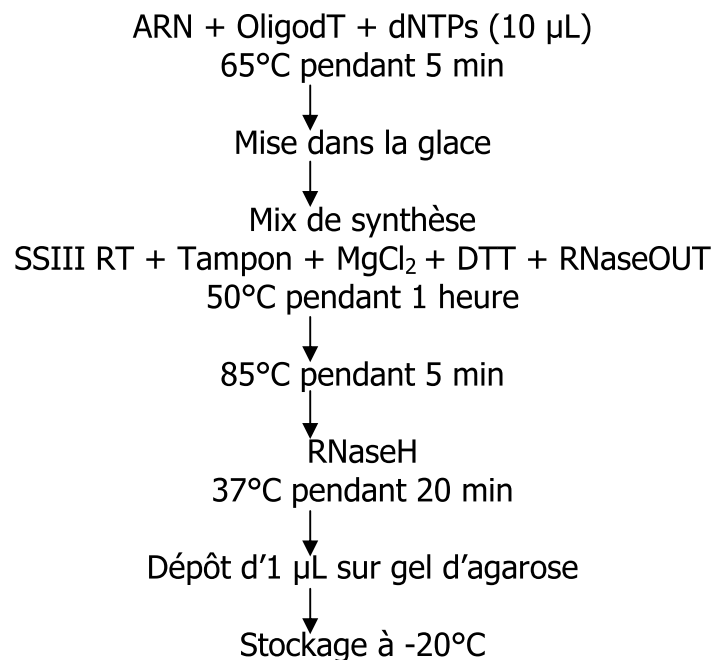 ARN + OligodT + dNTPs (10 µL)
65°C pendant 5 min
Mise dans la glace
Mix de synthèse
SSIII RT + Tampon + MgCl₂ + DTT + RNaseOUT
50°C pendant 1 heure
85°C pendant 5 min
RNaseH
37°C pendant 20 min
Dépôt d’1 µL sur gel d’agarose
Stockage à -20°C